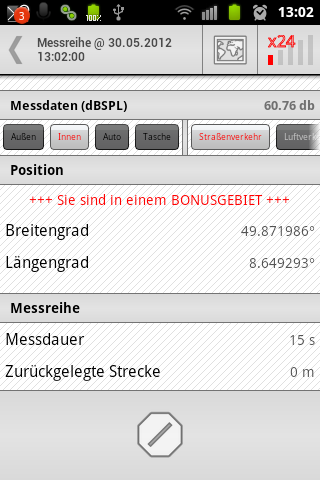 3
100%
13:02
Messreihe @ 30.05.2012
13:02:00
x24
Messdaten (dBSPL) 60.76 db
Außen Innen Auto Tasche Straßenverkehr Luftverk
Position
+++ Sie sind in einem BONUSGEBIET +++
Breitengrad 49.871986°
Längengrad 8.649293°
Messreihe
Messdauer 15 s
Zurückgelegte Strecke 0 m